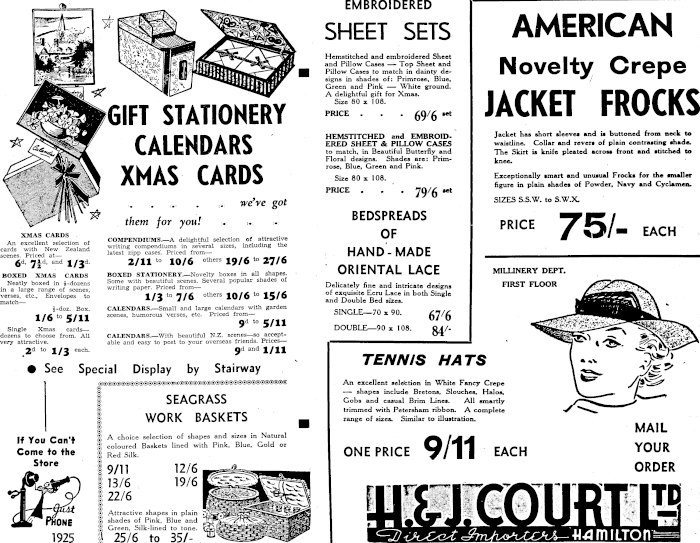 GIFT STATIONERY
CALENDARS
XMAS CARDS
we've got
them for you!
Calendar
XMAS CARDS
An excellent selection of
cards with New Zealand
scenes. Priced at—
6d, 7½d, and 1/3d.
BOXED XMAS CARDS
Neatly boxed in ½-dozens
in a large range of scenes,
verses, etc., Envelopes to
match—
½-doz. Box.
1/6 to 5/11
Single Xmas cards—
dozens to choose from. All
very attractive.
2d to 1/3 each.
COMPENDIUMS.—A delightful selection of attractive
writing compendiums in several sizes, including the
latest zipp cases. Priced from—
2/11 to 10/6 others 19/6 to 27/6
BOXED STATIONERY—Novelty boxes in all shapes.
Some with beautiful scenes. Several popular shades of
writing paper. Priced from—
1/3 to 7/6 others 10/6 to 15/6
CALENDARS.—Small and large calendars with garden
scenes, humorous verses, etc. Priced from—
9d to 5/11
CALENDARS.—With beautiful N.Z. scenes—so accept-
able and easy to post to your overseas friends. Prices—
9d and 1/11
● See Special Display by Stairway
If You Can't
Come to the
Store
Just
PHONE
1925
SEAGRASS
WORK BASKETS
A choice selection of shapes and sizes in Natural
coloured Baskets lined with Pink, Blue, Gold or
Red Silk.
9/11 12/6
13/6 19/6
22/6
Attractive shapes in plain
shades of Pink, Blue and
Green, Silk-lined to tone.
25/6 to 35/-
EMBROIDERED
SHEET SETS
Hemstitched and embroidered Sheet
and Pillow Cases — Top Sheet and
Pillow Cases to match in dainty de-
signs in shades of: Primrose, Blue,
Green and Pink — White ground.
A delightful gift for Xmas.
Size 80 x 108.
PRICE . . . 69/6 set
HEMSTITCHED and EMBROID-
ERED SHEET & PILLOW CASES
to match, in Beautiful Butterfly and
Floral designs. Shades are: Prim-
rose, Blue, Green and Pink.
Size 80 x 108.
PRICE . . . 79/6 set
BEDSPREADS
OF
HAND-MADE
ORIENTAL LACE
Delicately fine and intricate designs
of exquisite Ecru Lace in both Single
and Double Bed sizes.
SINGLE—70 x 90. 67/6
DOUBLE—90 x 108. 84/-
AMERICAN
Novelty Crepe
JACKET FROCKS
Jacket has short sleeves and is buttoned from neck to
waistline. Collar and revers of plain contrasting shade.
The Skirt is knife pleated across front and stitched to
knee.
Exceptionally smart and unusual Frocks for the smaller
figure in plain shades of Powder, Navy and Cyclamen.
SIZES S.S.W. to S.W.X.
PRICE 75/- EACH
MILLINERY DEPT.
FIRST FLOOR
TENNIS HATS
An excellent selection in White Fancy Crepe
— shapes include Bretons, Slouches, Halos,
Gobs and casual Brim Lines. All smartly
trimmed with Petersham ribbon. A complete
range of sizes. Similar to illustration.
ONE PRICE 9/11 EACH
MAIL
YOUR
ORDER
H.&J. COURT LTD
Direct Importers HAMILTON